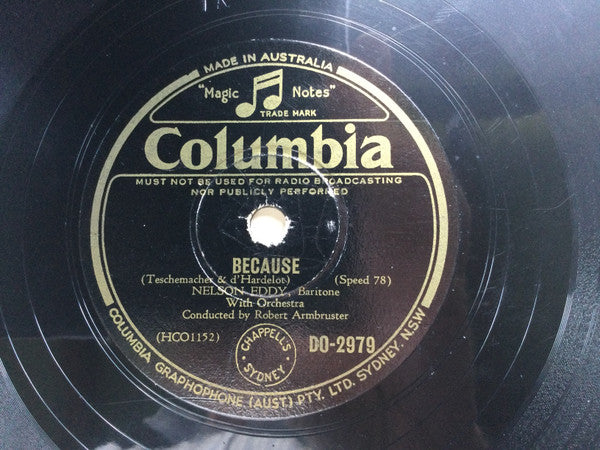 MADE IN AUSTRALIA
"Magic Notes"
TRADE MARK
Columbia
MUST NOT BE USED FOR RADIO BROADCASTING
NOR PUBLICLY PERFORMED
BECAUSE
(Teschemacher & d'Hardelot) (Speed 78)
NELSON EDDY, Baritone
With Orchestra
Conducted by Robert Armbruster
(HCO1152) CHAPPELL'S SYDNEY DO-2979
COLUMBIA GRAPHOPHONE (AUST) PTY. LTD. SYDNEY. N.S.W